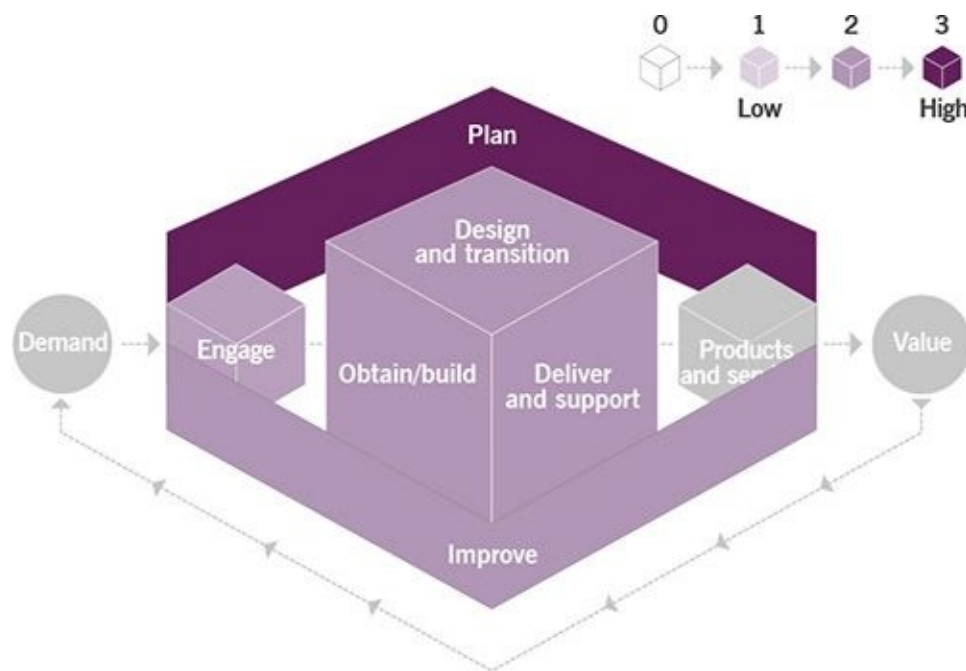 0 1 2 3
Low High
Plan
Design
and transition
Demand
Engage
Obtain/build
Deliver
and support
Products
and
Value
Improve